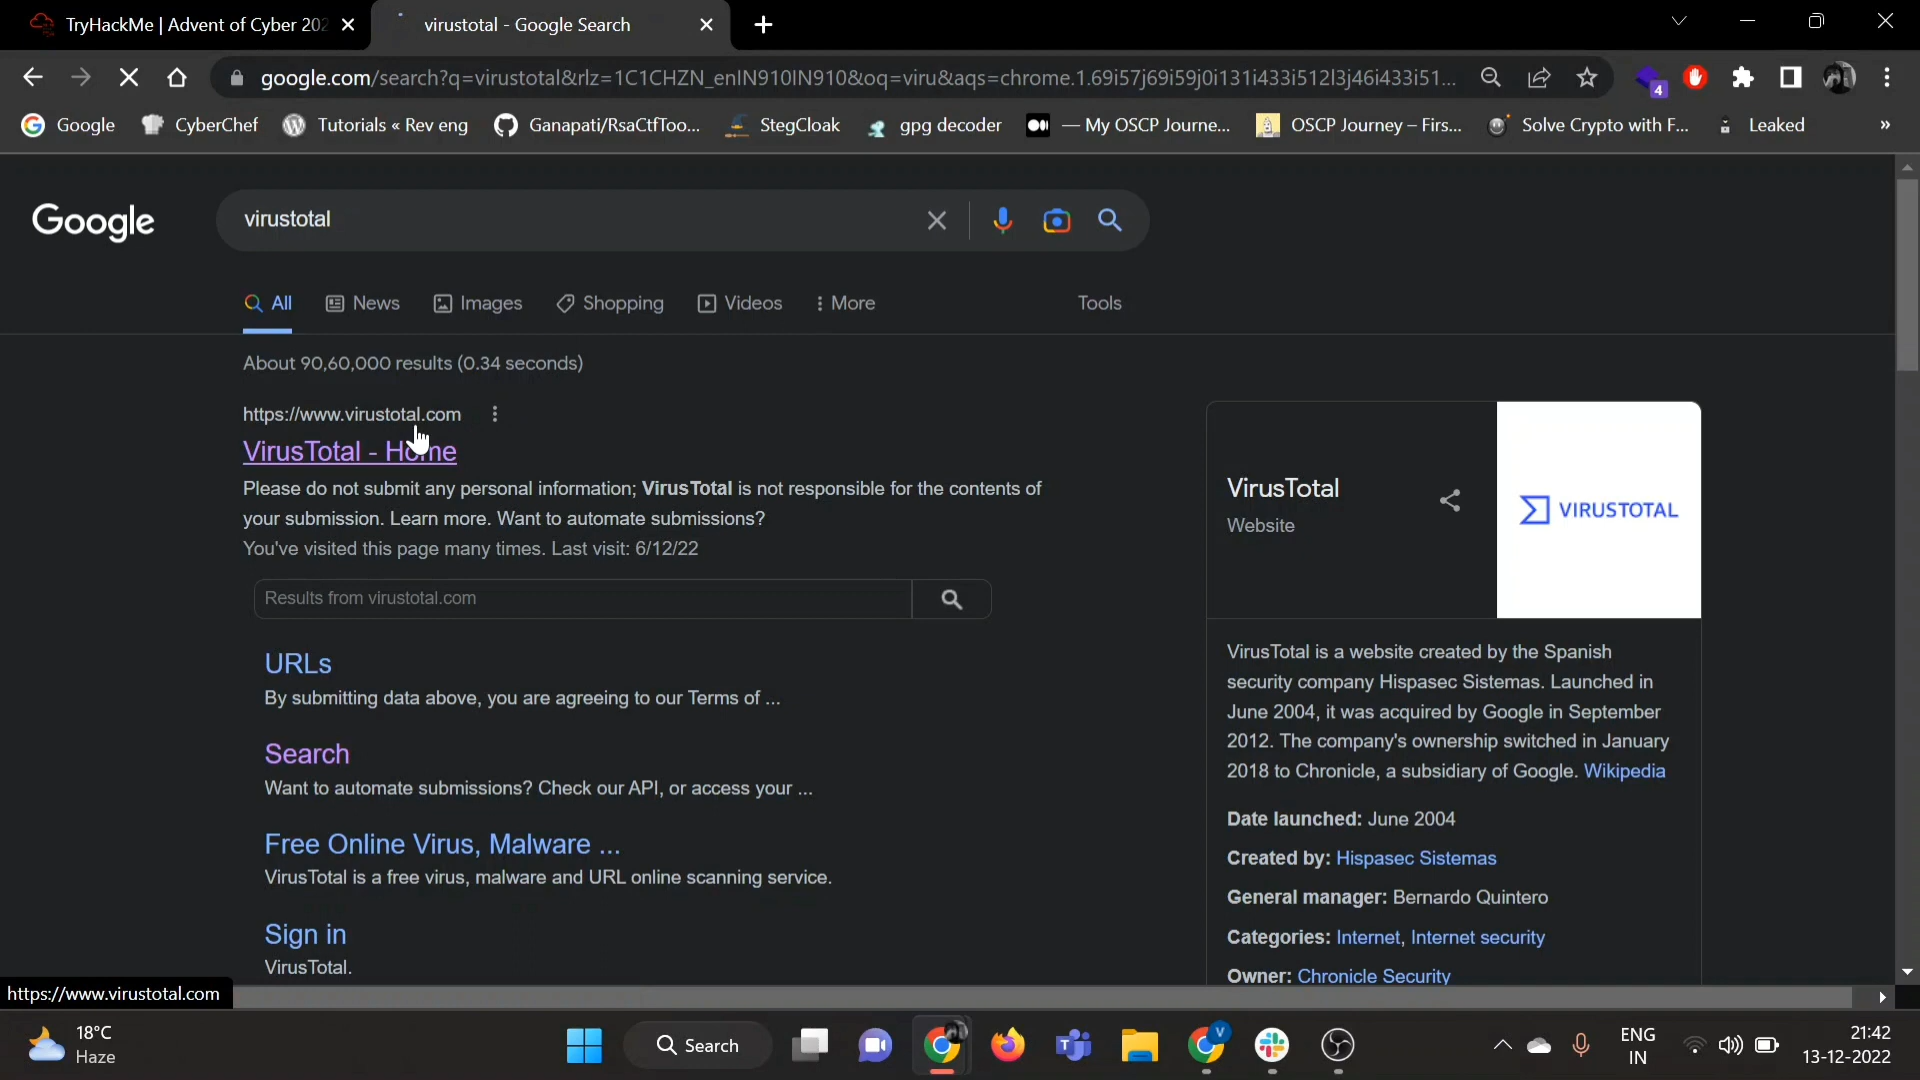 TryHackMe | Advent of Cyber 202
virustotal - Google Search
google.com/search?q=virustotal&rlz=1C1CHZN_enIN910IN910&oq=viru&aqs=chrome.1.69i57j69i59j0i131i433i512l3j46i433i51...
4
Google
CyberChef
Tutorials « Rev eng
Ganapati/RsaCtfToo...
StegCloak
gpg decoder
— My OSCP Journe...
OSCP Journey – Firs...
Solve Crypto with F...
Leaked
»
Google
virustotal
All
News
Images
Shopping
Videos
More
Tools
About 90,60,000 results (0.34 seconds)
https://www.virustotal.com
VirusTotal - Home
Please do not submit any personal information; VirusTotal is not responsible for the contents of
your submission. Learn more. Want to automate submissions?
You've visited this page many times. Last visit: 6/12/22
Results from virustotal.com
URLs
By submitting data above, you are agreeing to our Terms of ...
Search
Want to automate submissions? Check our API, or access your ...
Free Online Virus, Malware ...
VirusTotal is a free virus, malware and URL online scanning service.
Sign in
VirusTotal.
VirusTotal
Website
VIRUSTOTAL
VirusTotal is a website created by the Spanish
security company Hispasec Sistemas. Launched in
June 2004, it was acquired by Google in September
2012. The company's ownership switched in January
2018 to Chronicle, a subsidiary of Google. Wikipedia
Date launched: June 2004
Created by: Hispasec Sistemas
General manager: Bernardo Quintero
Categories: Internet, Internet security
Owner: Chronicle Security
https://www.virustotal.com
18°C
Haze
Search
V
ENG
IN
21:42
13-12-2022